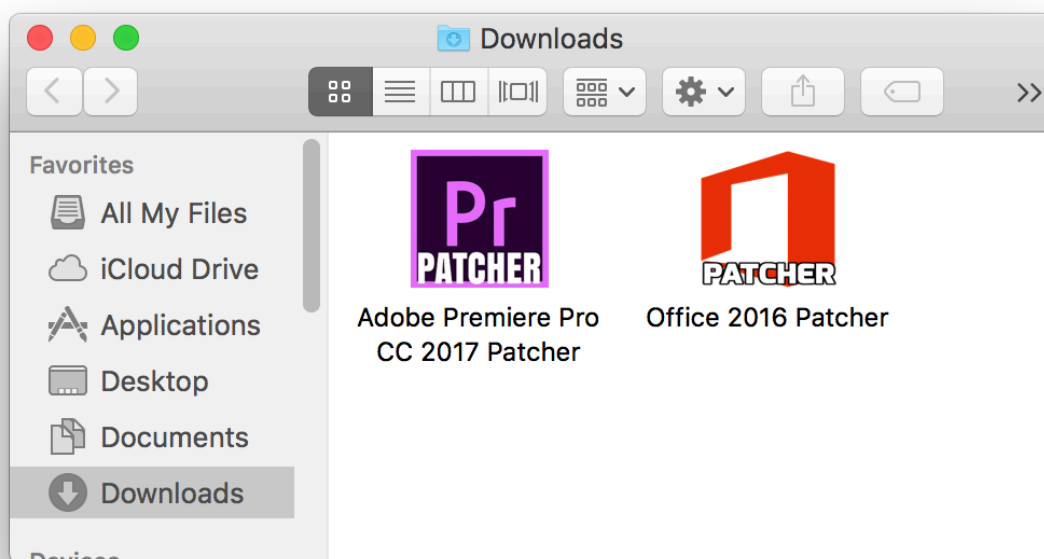 Downloads
Favorites
All My Files
iCloud Drive
Applications
Desktop
Documents
Downloads
Devices
Pr
PATCHER
Adobe Premiere Pro
CC 2017 Patcher
PATCHER
Office 2016 Patcher